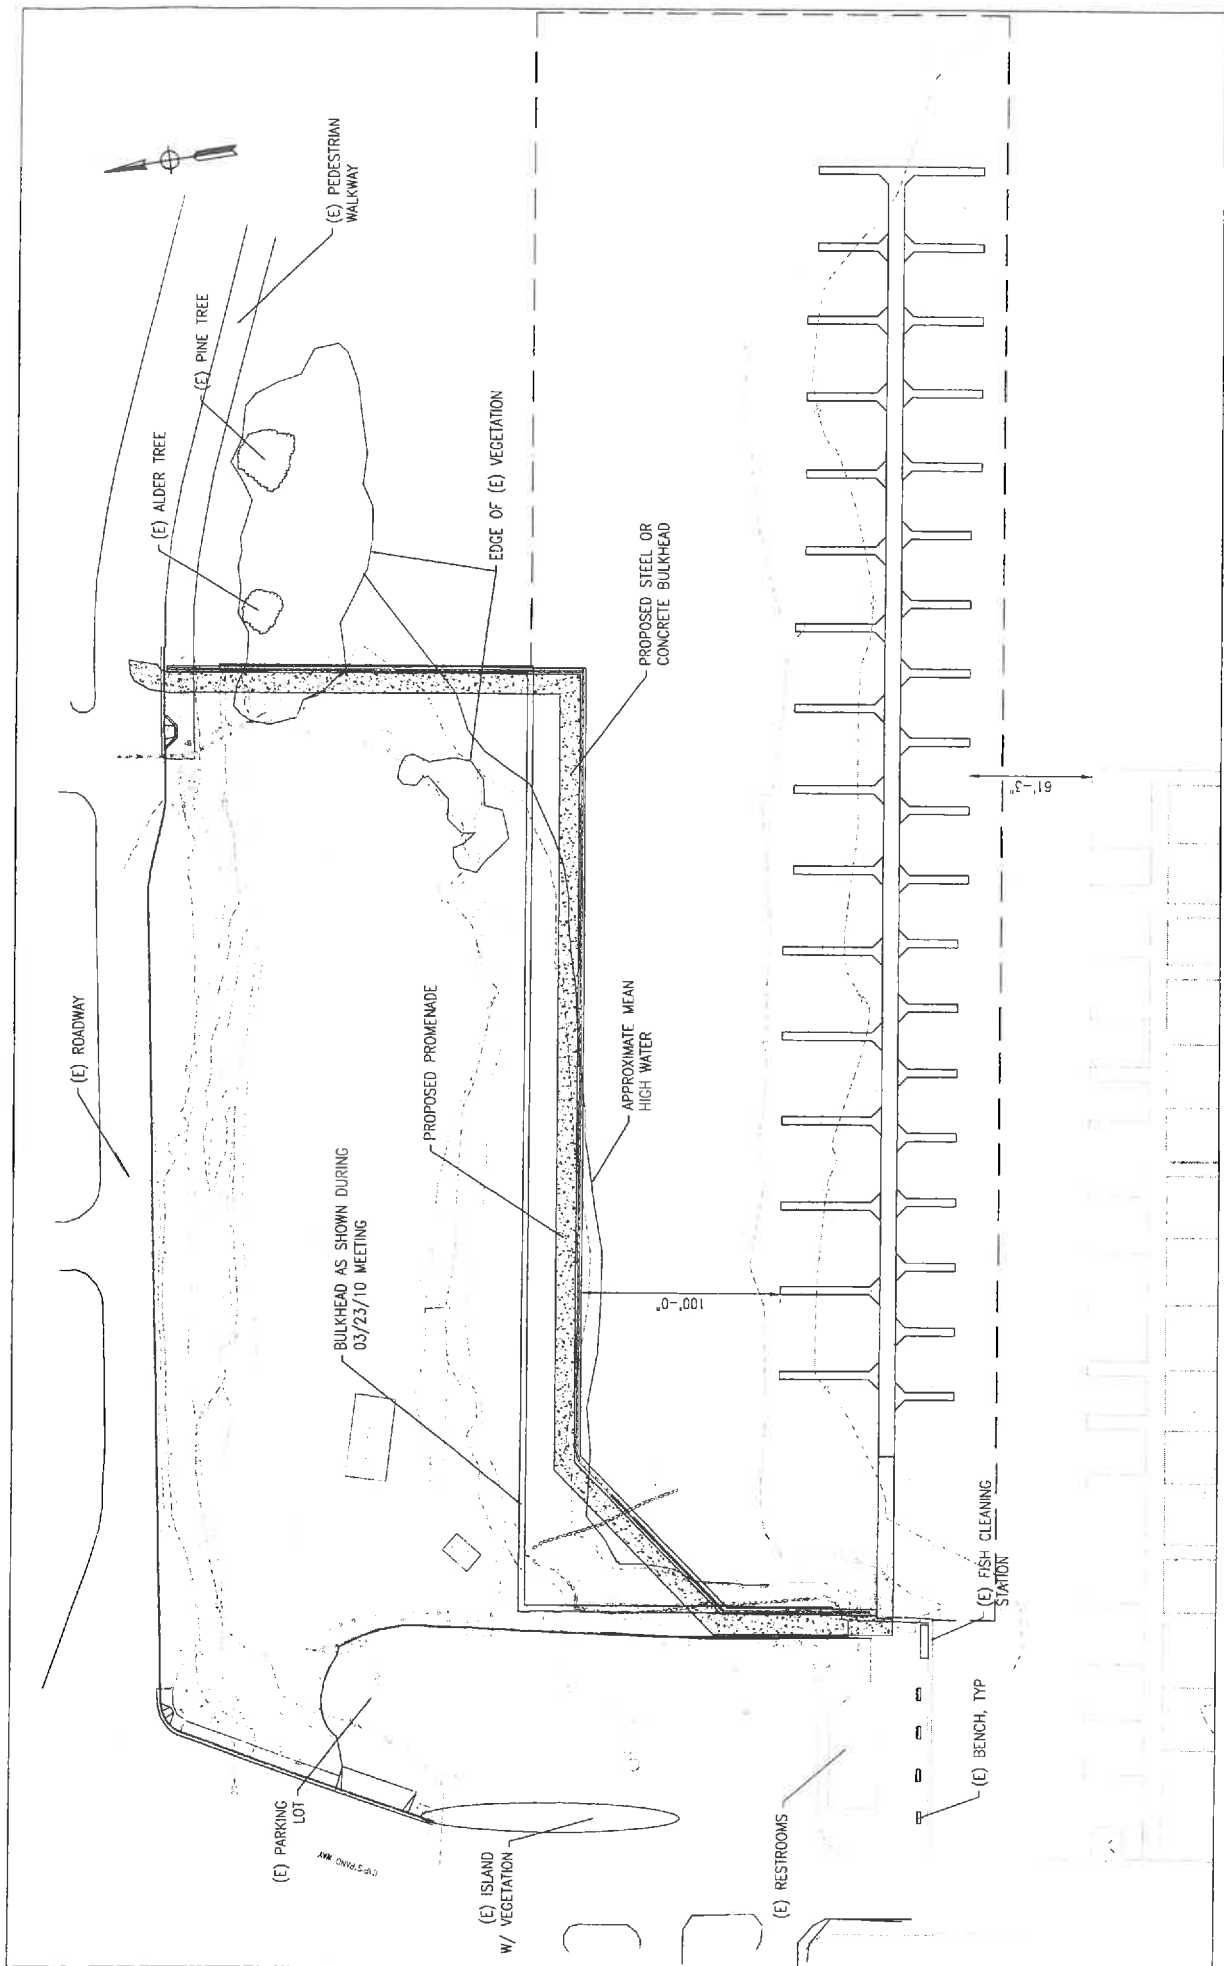 (E) ROADWAY
(E) ALDER TREE
(E) PINE TREE
(E) PEDESTRIAN
WALKWAY
EDGE OF (E) VEGETATION
PROPOSED STEEL OR
CONCRETE BULKHEAD
BULKHEAD AS SHOWN DURING
03/23/10 MEETING
PROPOSED PROMENADE
APPROXIMATE MEAN
HIGH WATER
100'-0"
61'-3"
(E) PARKING
LOT
(E) ISLAND
W/ VEGETATION
(E) RESTROOMS
(E) BENCH, TYP
(E) FISH CLEANING
STATION